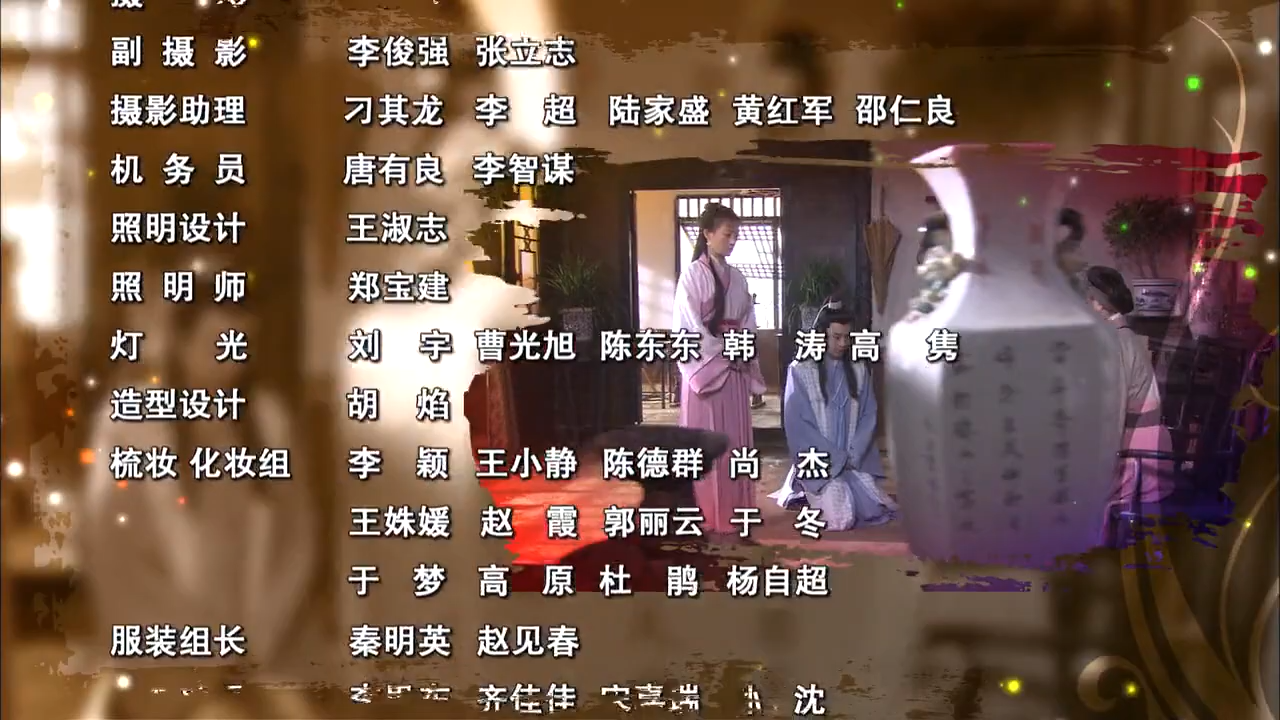 副 摄 影 李俊强 张立志
摄影助理 刁其龙 李 超 陆家盛 黄红军 邵仁良
机 务 员 唐有良 李智谋
照明设计 王淑志
照 明 师 郑宝建
灯 光 刘 宇 曹光旭 陈东东 韩 涛 高 隽
造型设计 胡 焰
梳妆 化妆组 李 颖 王小静 陈德群 尚 杰
王姝媛 赵 霞 郭丽云 于 冬
于 梦 高 原 杜 鹃 杨自超
服装组长 秦明英 赵见春
齐佳佳 沈